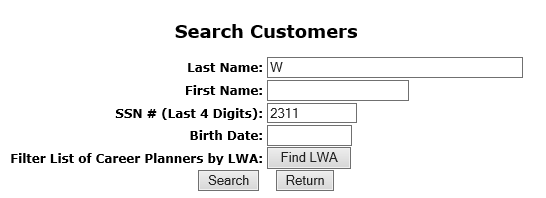 Search Customers
Last Name: W
First Name:
SSN # (Last 4 Digits): 2311
Birth Date:
Filter List of Career Planners by LWA: Find LWA
Search Return